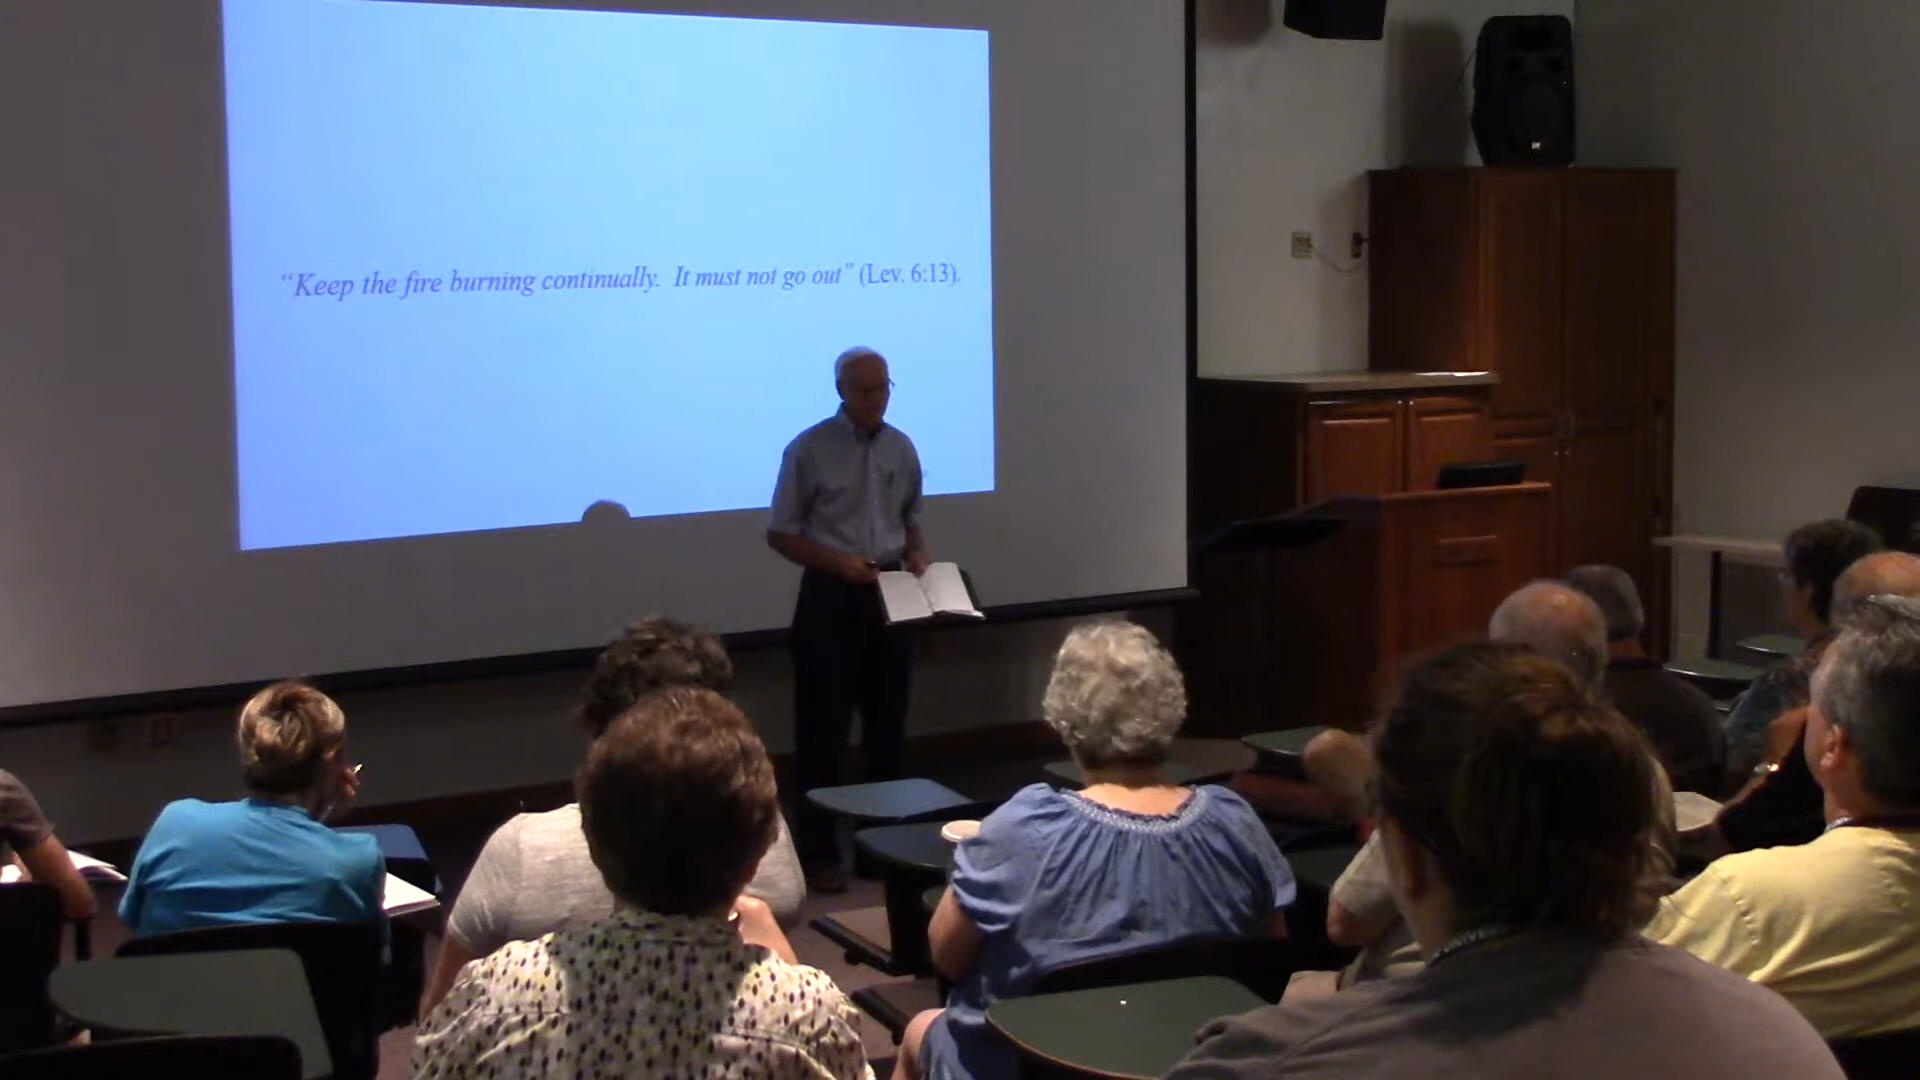 “Keep the fire burning continually. It must not go out” (Lev. 6:13).